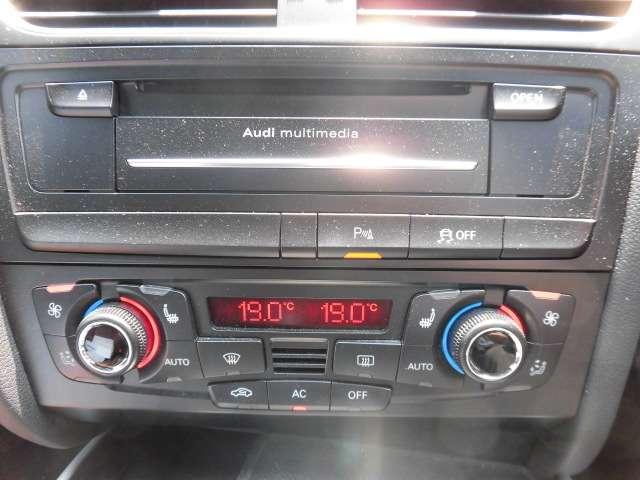 OPEN
Audi multimedia
P
OFF
19.0°C 19.0°C
AUTO
AUTO
AC
OFF